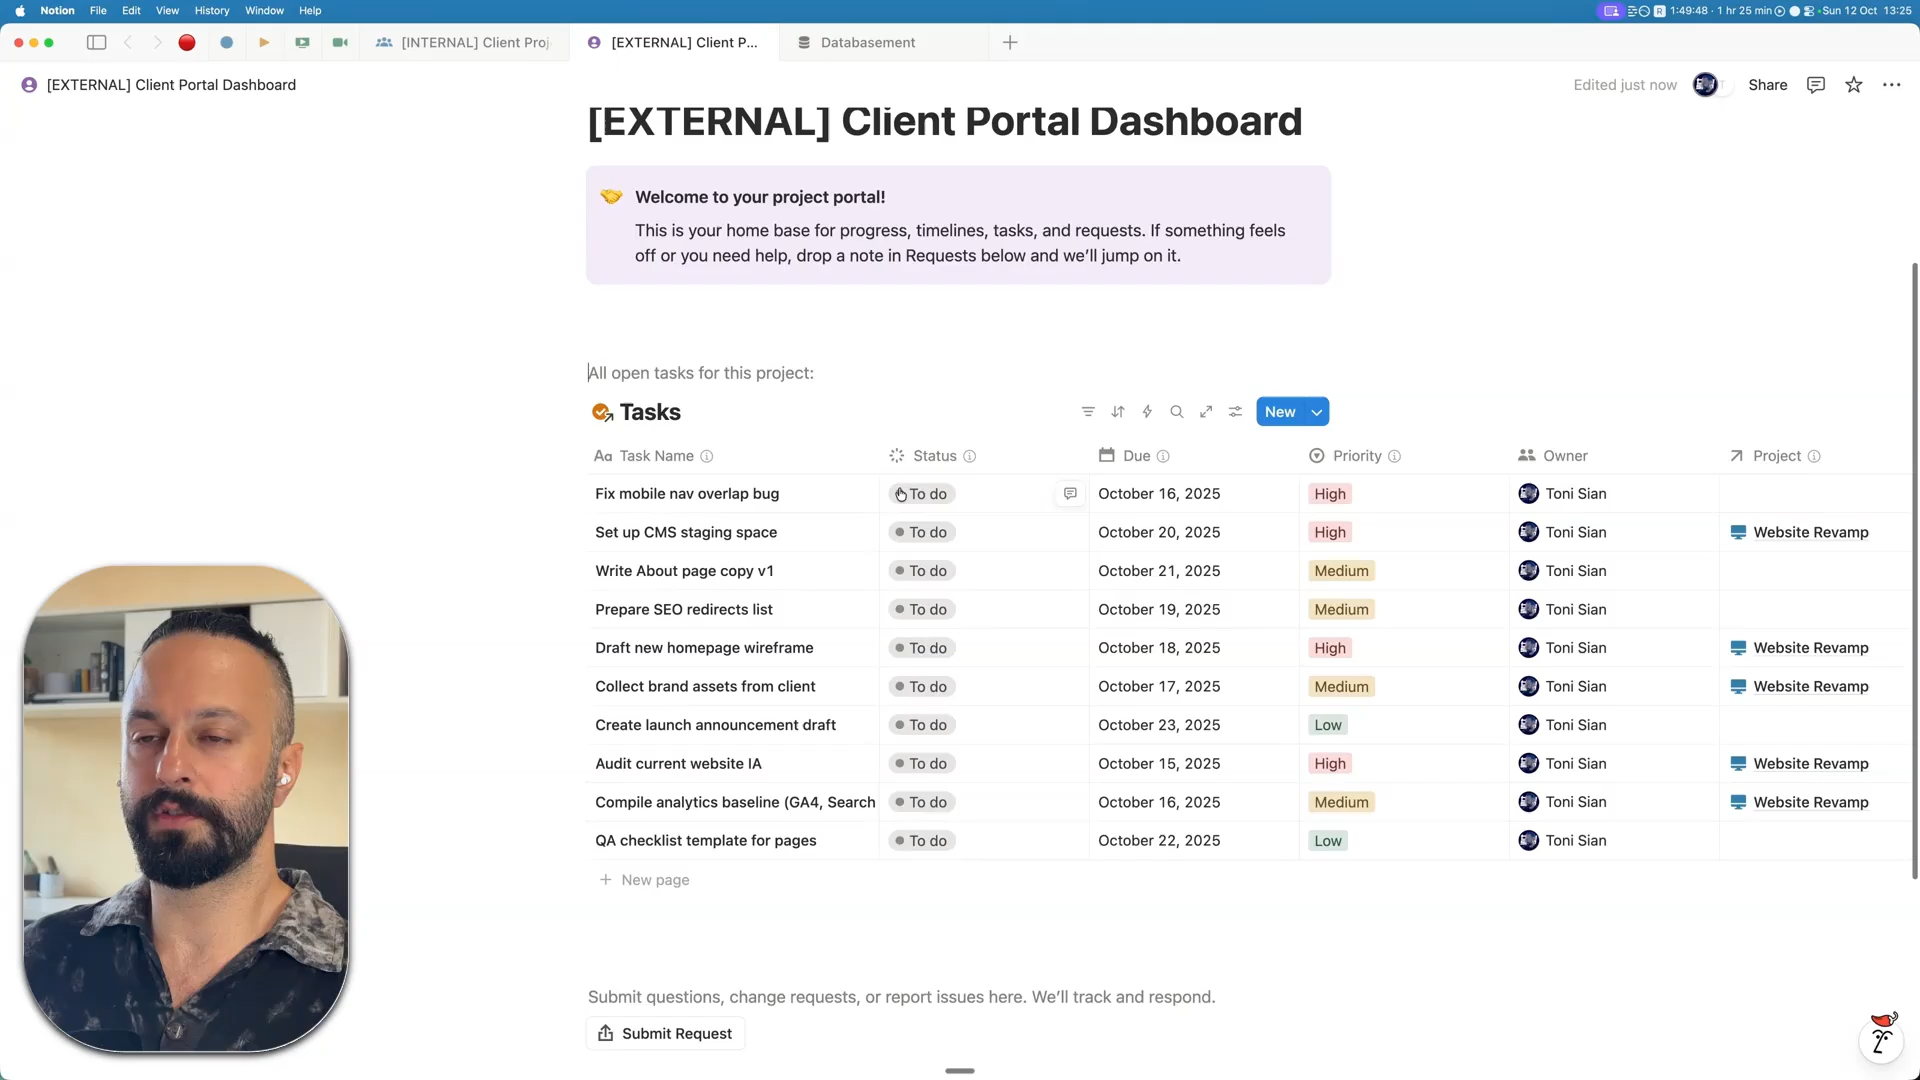 Notion File Edit View History Window Help
1:49:48 · 1 hr 25 min Sun 12 Oct 13:25
[INTERNAL] Client Proj
[EXTERNAL] Client P...
Databasement
[EXTERNAL] Client Portal Dashboard
Edited just now
Share
[EXTERNAL] Client Portal Dashboard
Welcome to your project portal!
This is your home base for progress, timelines, tasks, and requests. If something feels
off or you need help, drop a note in Requests below and we’ll jump on it.
All open tasks for this project:
Tasks
New
Aa Task Name Status Due Priority Owner Project
Fix mobile nav overlap bug To do October 16, 2025 High Toni Sian
Set up CMS staging space To do October 20, 2025 High Toni Sian Website Revamp
Write About page copy v1 To do October 21, 2025 Medium Toni Sian
Prepare SEO redirects list To do October 19, 2025 Medium Toni Sian
Draft new homepage wireframe To do October 18, 2025 High Toni Sian Website Revamp
Collect brand assets from client To do October 17, 2025 Medium Toni Sian Website Revamp
Create launch announcement draft To do October 23, 2025 Low Toni Sian
Audit current website IA To do October 15, 2025 High Toni Sian Website Revamp
Compile analytics baseline (GA4, Search To do October 16, 2025 Medium Toni Sian Website Revamp
QA checklist template for pages To do October 22, 2025 Low Toni Sian
+ New page
Submit questions, change requests, or report issues here. We’ll track and respond.
Submit Request